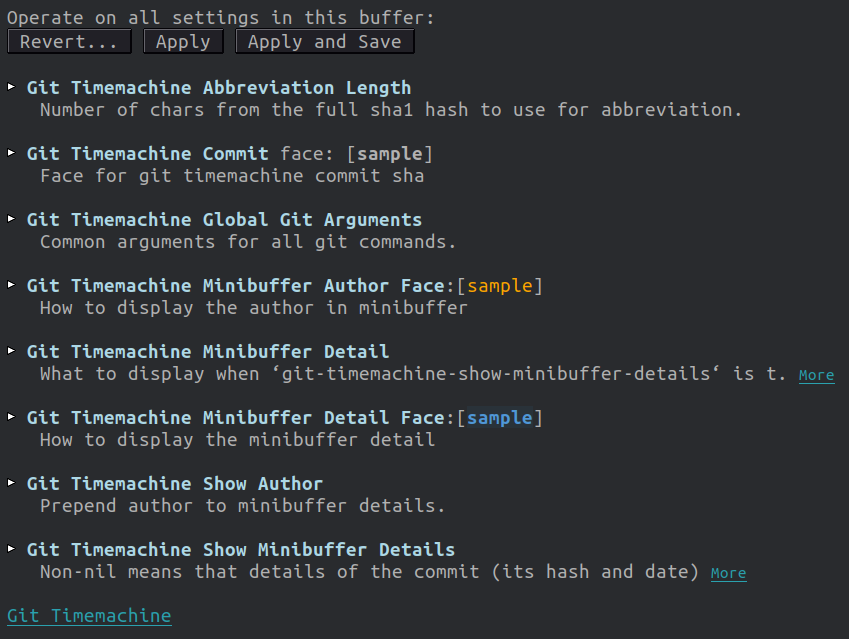 Operate on all settings in this buffer:
Revert... Apply Apply and Save
Git Timemachine Abbreviation Length
Number of chars from the full sha1 hash to use for abbreviation.
Git Timemachine Commit face: [sample]
Face for git timemachine commit sha
Git Timemachine Global Git Arguments
Common arguments for all git commands.
Git Timemachine Minibuffer Author Face:[sample]
How to display the author in minibuffer
Git Timemachine Minibuffer Detail
What to display when ‘git-timemachine-show-minibuffer-details‘ is t. More
Git Timemachine Minibuffer Detail Face:[sample]
How to display the minibuffer detail
Git Timemachine Show Author
Prepend author to minibuffer details.
Git Timemachine Show Minibuffer Details
Non-nil means that details of the commit (its hash and date) More
Git Timemachine